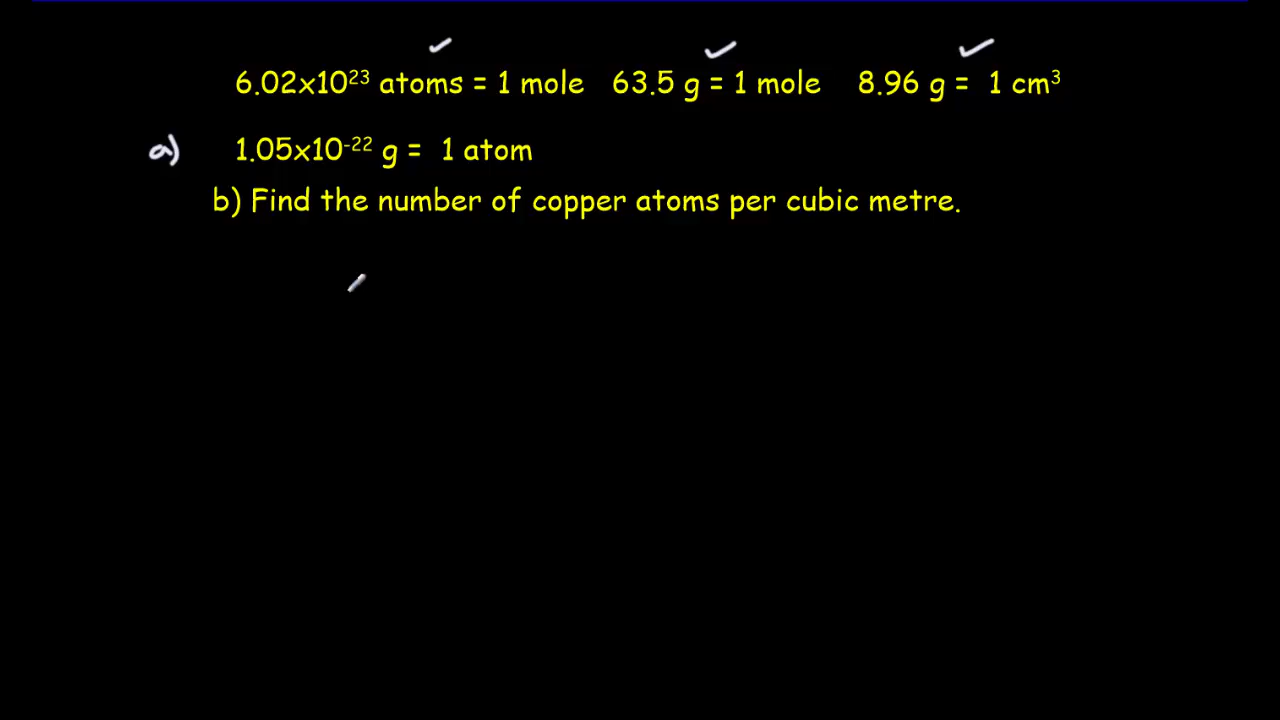 6.02x10²³ atoms = 1 mole 63.5 g = 1 mole 8.96 g = 1 cm³
a) 1.05x10⁻²² g = 1 atom
b) Find the number of copper atoms per cubic metre.